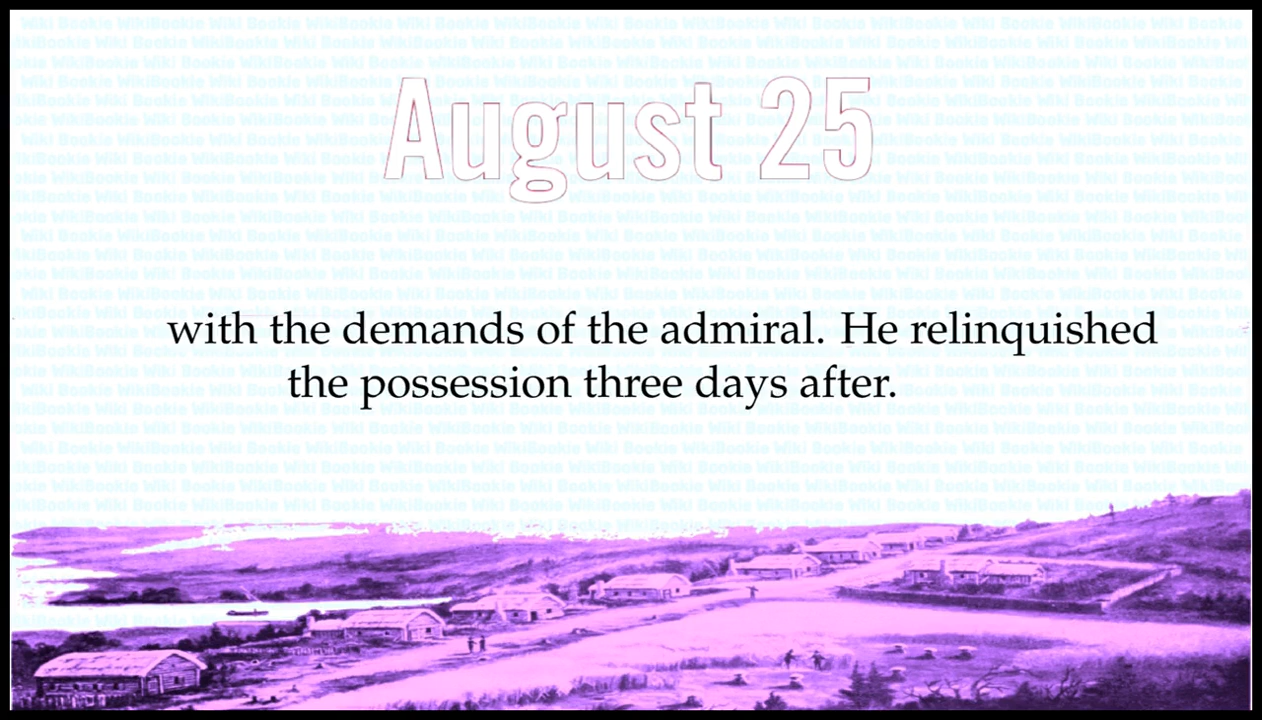 August 25
with the demands of the admiral. He relinquished
the possession three days after.